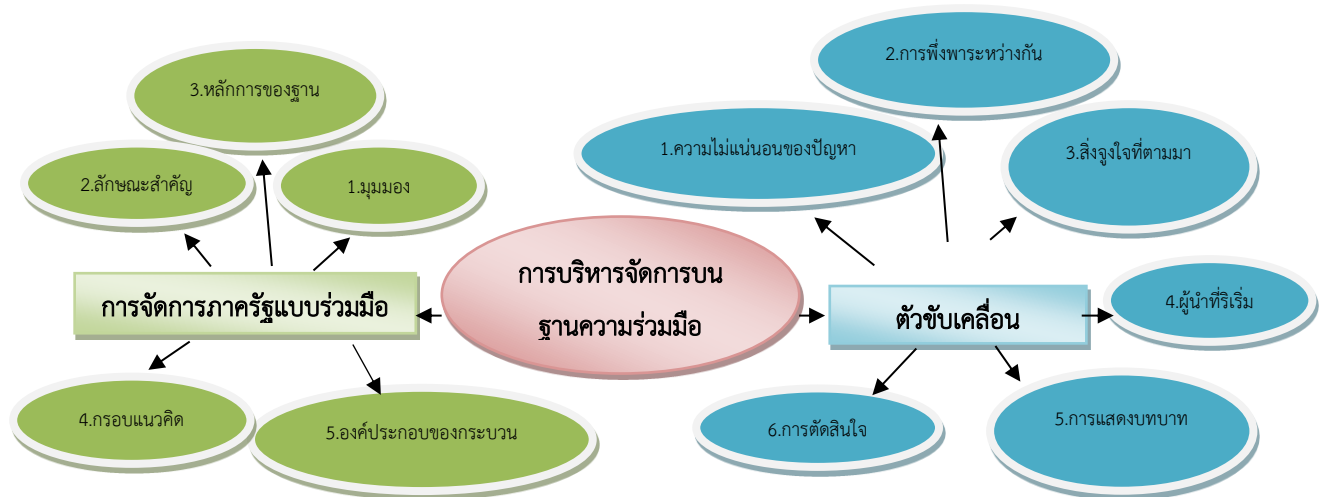 2.การพึ่งพาระหว่างกัน
3.หลักการของฐาน
1.ความไม่แน่นอนของปัญหา
3.สิ่งจูงใจที่ตามมา
2.ลักษณะสำคัญ
1.มุมมอง
การบริหารจัดการบน
ฐานความร่วมมือ
การจัดการภาครัฐแบบร่วมมือ
ตัวขับเคลื่อน
4.ผู้นำที่ริเริ่ม
4.กรอบแนวคิด
5.องค์ประกอบของกระบวน
6.การตัดสินใจ
5.การแสดงบทบาท